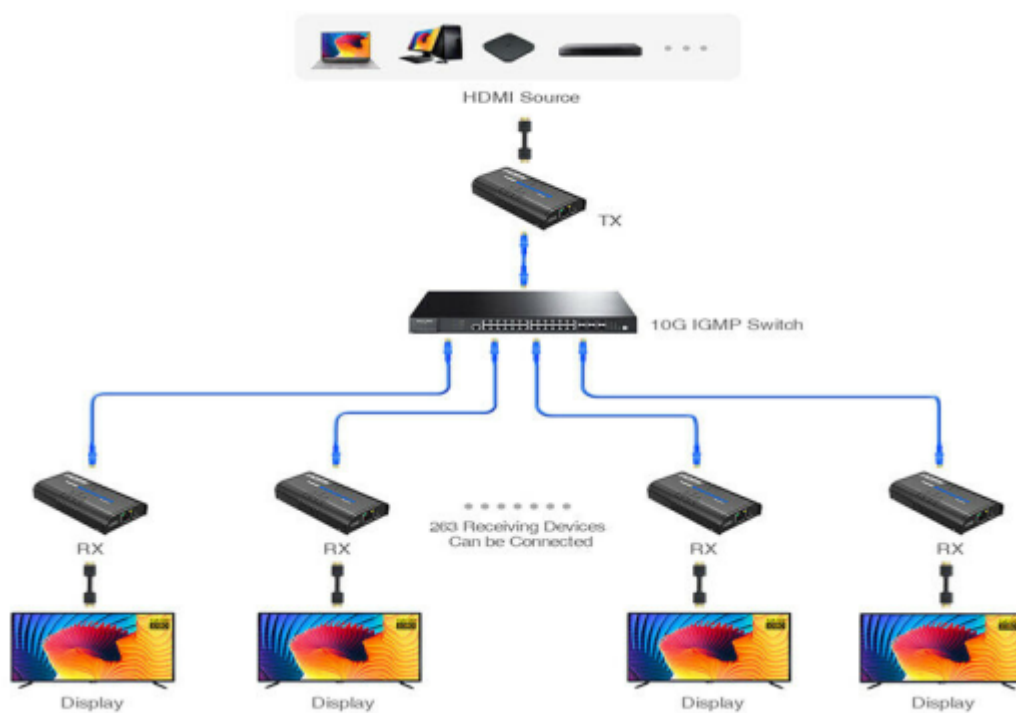 HDMI Source
TX
10G IGMP Switch
263 Receiving Devices
Can be Connected
RX
RX
RX
RX
Display
Display
Display
Display